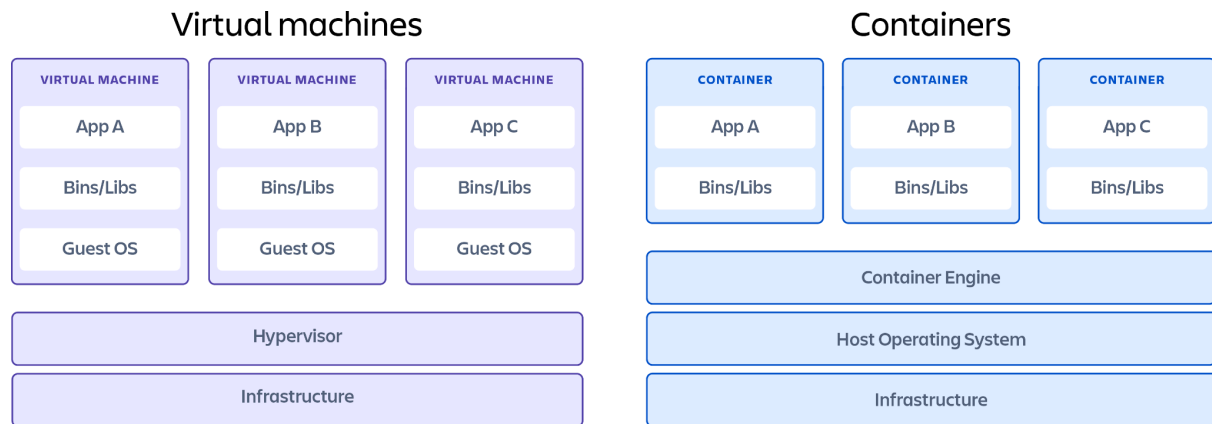 Virtual machines
VIRTUAL MACHINE
App A
Bins/Libs
Guest OS
VIRTUAL MACHINE
App B
Bins/Libs
Guest OS
VIRTUAL MACHINE
App C
Bins/Libs
Guest OS
Hypervisor
Infrastructure
Containers
CONTAINER
App A
Bins/Libs
CONTAINER
App B
Bins/Libs
CONTAINER
App C
Bins/Libs
Container Engine
Host Operating System
Infrastructure